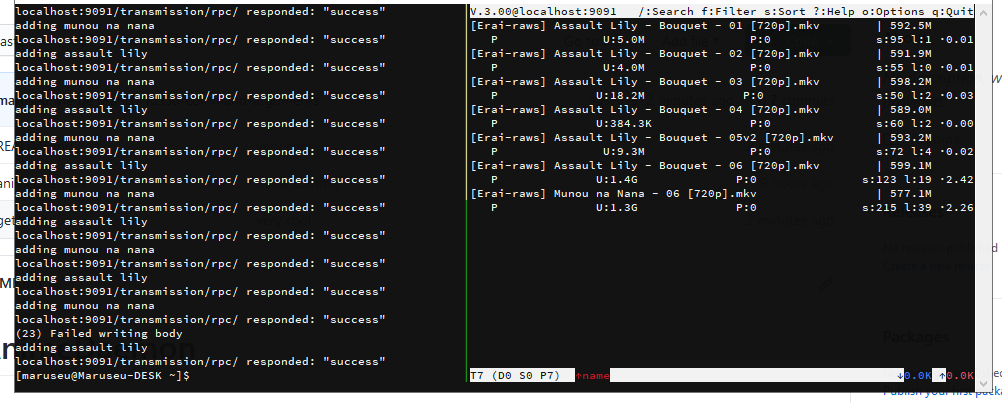 localhost:9091/transmission/rpc/ responded: "success"
adding assault lily
localhost:9091/transmission/rpc/ responded: "success"
adding assault lily
localhost:9091/transmission/rpc/ responded: "success"
adding munou na nana
localhost:9091/transmission/rpc/ responded: "success"
adding assault lily
localhost:9091/transmission/rpc/ responded: "success"
adding munou na nana
localhost:9091/transmission/rpc/ responded: "success"
adding assault lily
localhost:9091/transmission/rpc/ responded: "success"
adding assault lily
localhost:9091/transmission/rpc/ responded: "success"
adding munou na nana
localhost:9091/transmission/rpc/ responded: "success"
adding munou na nana
localhost:9091/transmission/rpc/ responded: "success"
adding assault lily
localhost:9091/transmission/rpc/ responded: "success"
adding munou na nana
localhost:9091/transmission/rpc/ responded: "success"
(23) Failed writing body
adding assault lily
localhost:9091/transmission/rpc/ responded: "success"
[maruseu@Maruseu-DESK ~]$
V.3.00@localhost:9091 /:Search f:Filter s:Sort ?:Help o:Options q:Quit
[Erai-raws] Assault Lily - Bouquet - 01 [720p].mkv | 592.5M
P U:5.0M P:0 s:95 l:1 ·0.01
[Erai-raws] Assault Lily - Bouquet - 02 [720p].mkv | 591.9M
P U:4.0M P:0 s:55 l:0 ·0.01
[Erai-raws] Assault Lily - Bouquet - 03 [720p].mkv | 598.2M
P U:18.2M P:0 s:50 l:2 ·0.03
[Erai-raws] Assault Lily - Bouquet - 04 [720p].mkv | 589.0M
P U:384.3K P:0 s:60 l:2 ·0.00
[Erai-raws] Assault Lily - Bouquet - 05v2 [720p].mkv | 593.2M
P U:9.3M P:0 s:72 l:4 ·0.02
[Erai-raws] Assault Lily - Bouquet - 06 [720p].mkv | 599.1M
P U:1.4G P:0 s:123 l:19 ·2.42
[Erai-raws] Munou na Nana - 06 [720p].mkv | 577.1M
P U:1.3G P:0 s:215 l:39 ·2.26
T7 (D0 S0 P7) ↑name ↓0.0K ↑0.0K
Packages